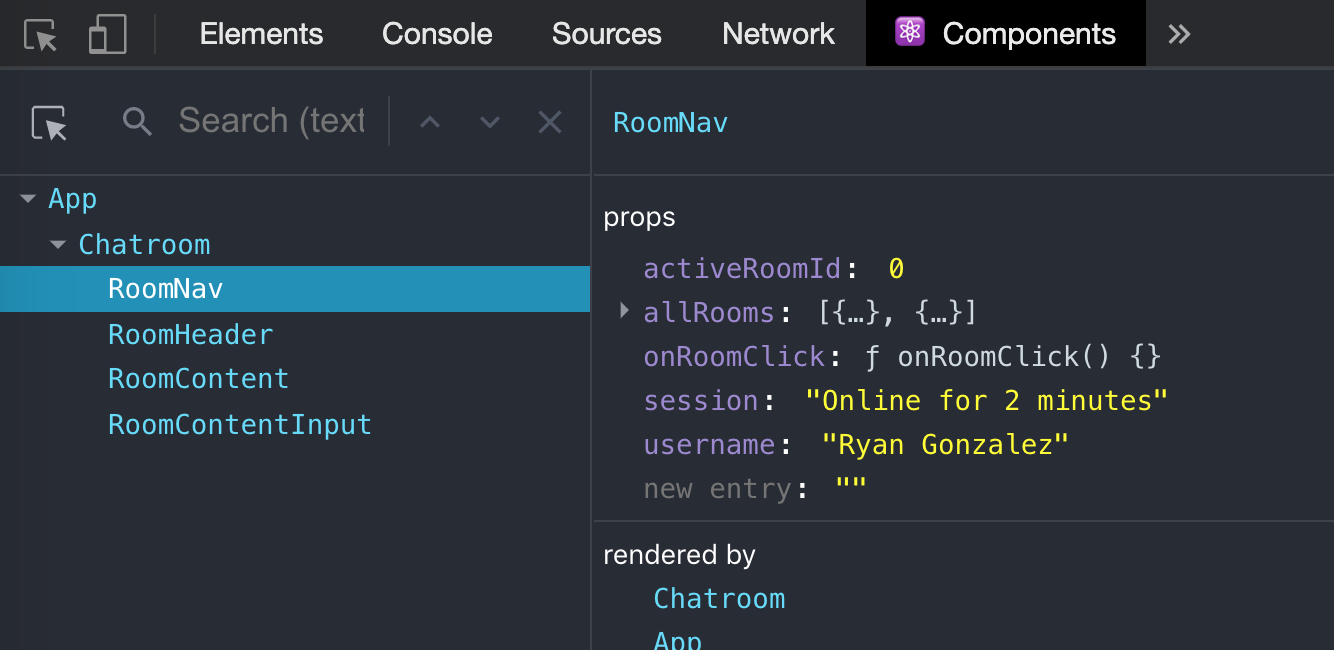 Elements Console Sources Network Components
Search (text
RoomNav
App
Chatroom
RoomNav
RoomHeader
RoomContent
RoomContentInput
props
activeRoomId: 0
allRooms: [{…}, {…}]
onRoomClick: ƒ onRoomClick() {}
session: "Online for 2 minutes"
username: "Ryan Gonzalez"
new entry: ""
rendered by
Chatroom
App